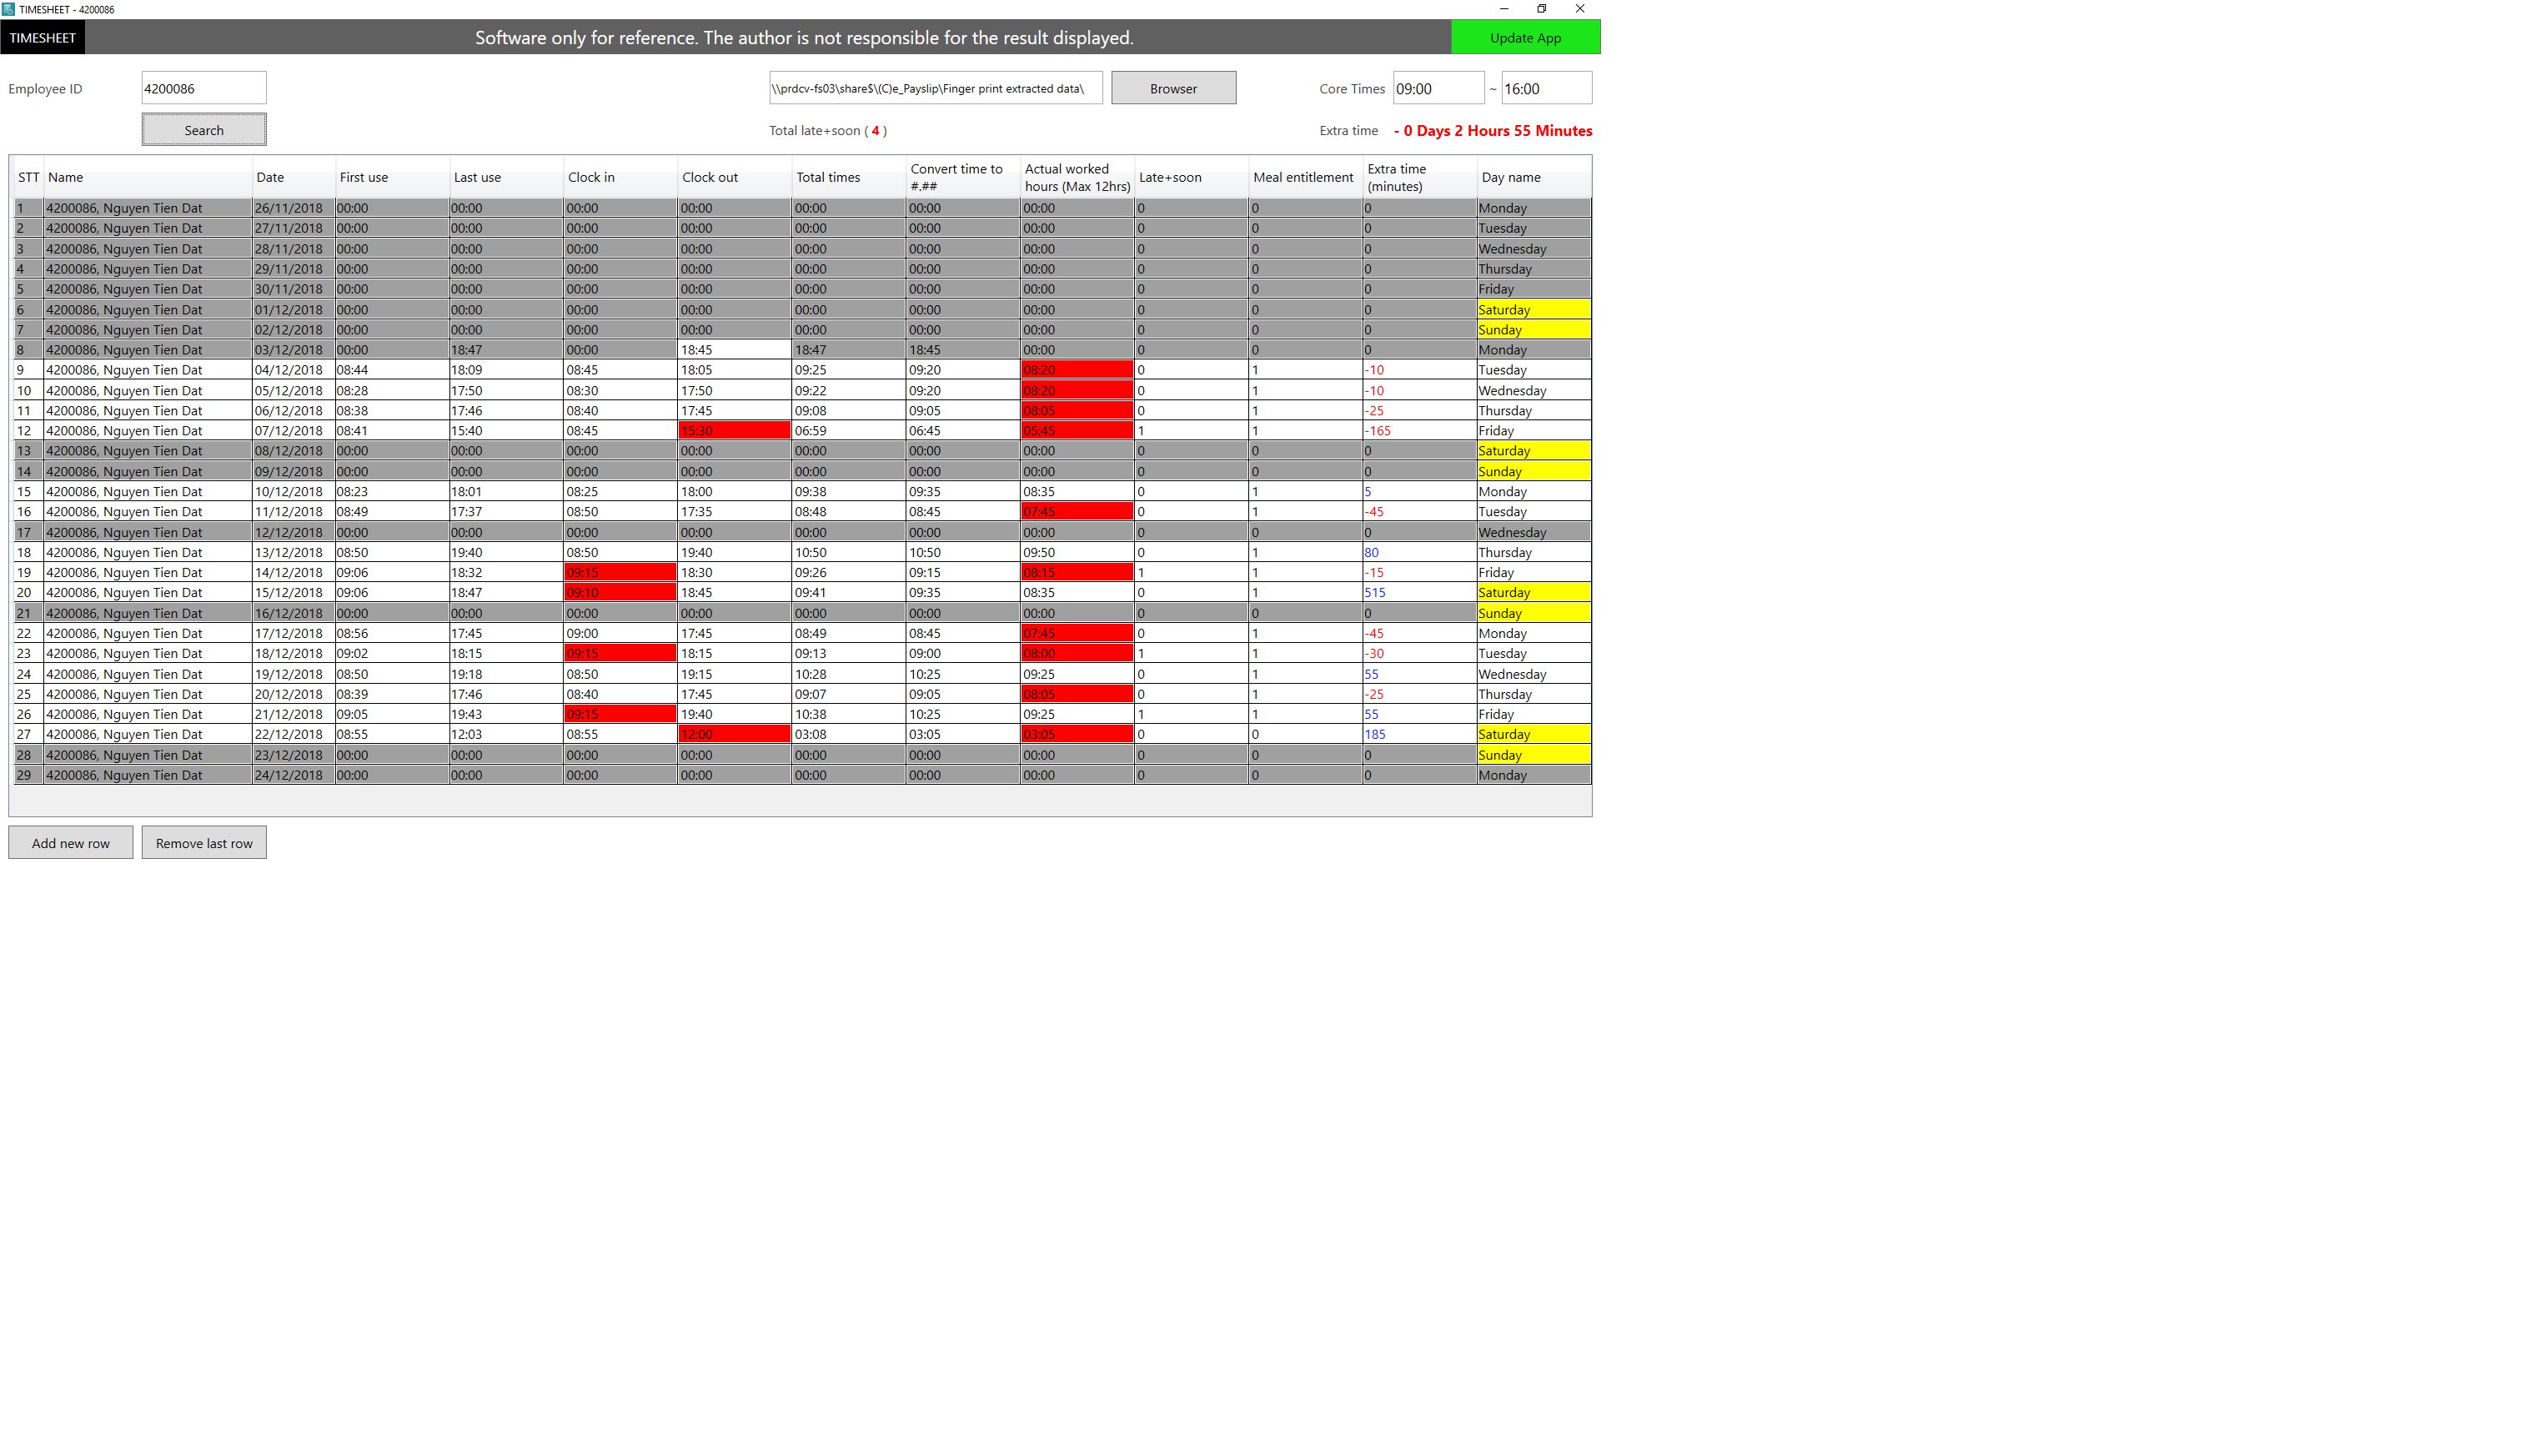 TIMESHEET - 4200086
TIMESHEET Software only for reference. The author is not responsible for the result displayed. Update App
Employee ID 4200086 \\prdcv-fs03\share$\(C)e_Payslip\Finger print extracted data\ Browser Core Times 09:00 ~ 16:00
Search Total late+soon ( 4 ) Extra time - 0 Days 2 Hours 55 Minutes
STT Name Date First use Last use Clock in Clock out Total times Convert time to #.## Actual worked hours (Max 12hrs) Late+soon Meal entitlement Extra time (minutes) Day name
1 4200086, Nguyen Tien Dat 26/11/2018 00:00 00:00 00:00 00:00 00:00 00:00 00:00 0 0 0 Monday
2 4200086, Nguyen Tien Dat 27/11/2018 00:00 00:00 00:00 00:00 00:00 00:00 00:00 0 0 0 Tuesday
3 4200086, Nguyen Tien Dat 28/11/2018 00:00 00:00 00:00 00:00 00:00 00:00 00:00 0 0 0 Wednesday
4 4200086, Nguyen Tien Dat 29/11/2018 00:00 00:00 00:00 00:00 00:00 00:00 00:00 0 0 0 Thursday
5 4200086, Nguyen Tien Dat 30/11/2018 00:00 00:00 00:00 00:00 00:00 00:00 00:00 0 0 0 Friday
6 4200086, Nguyen Tien Dat 01/12/2018 00:00 00:00 00:00 00:00 00:00 00:00 00:00 0 0 0 Saturday
7 4200086, Nguyen Tien Dat 02/12/2018 00:00 00:00 00:00 00:00 00:00 00:00 00:00 0 0 0 Sunday
8 4200086, Nguyen Tien Dat 03/12/2018 00:00 18:47 00:00 18:45 18:47 18:45 00:00 0 0 0 Monday
9 4200086, Nguyen Tien Dat 04/12/2018 08:44 18:09 08:45 18:05 09:25 09:20 08:20 0 1 -10 Tuesday
10 4200086, Nguyen Tien Dat 05/12/2018 08:28 17:50 08:30 17:50 09:22 09:20 08:20 0 1 -10 Wednesday
11 4200086, Nguyen Tien Dat 06/12/2018 08:38 17:46 08:40 17:45 09:08 09:05 08:05 0 1 -25 Thursday
12 4200086, Nguyen Tien Dat 07/12/2018 08:41 15:40 08:45 15:30 06:59 06:45 05:45 1 1 -165 Friday
13 4200086, Nguyen Tien Dat 08/12/2018 00:00 00:00 00:00 00:00 00:00 00:00 00:00 0 0 0 Saturday
14 4200086, Nguyen Tien Dat 09/12/2018 00:00 00:00 00:00 00:00 00:00 00:00 00:00 0 0 0 Sunday
15 4200086, Nguyen Tien Dat 10/12/2018 08:23 18:01 08:25 18:00 09:38 09:35 08:35 0 1 5 Monday
16 4200086, Nguyen Tien Dat 11/12/2018 08:49 17:37 08:50 17:35 08:48 08:45 07:45 0 1 -45 Tuesday
17 4200086, Nguyen Tien Dat 12/12/2018 00:00 00:00 00:00 00:00 00:00 00:00 00:00 0 0 0 Wednesday
18 4200086, Nguyen Tien Dat 13/12/2018 08:50 19:40 08:50 19:40 10:50 10:50 09:50 0 1 80 Thursday
19 4200086, Nguyen Tien Dat 14/12/2018 09:06 18:32 09:15 18:30 09:26 09:15 08:15 1 1 -15 Friday
20 4200086, Nguyen Tien Dat 15/12/2018 09:06 18:47 09:10 18:45 09:41 09:35 08:35 0 1 515 Saturday
21 4200086, Nguyen Tien Dat 16/12/2018 00:00 00:00 00:00 00:00 00:00 00:00 00:00 0 0 0 Sunday
22 4200086, Nguyen Tien Dat 17/12/2018 08:56 17:45 09:00 17:45 08:49 08:45 07:45 0 1 -45 Monday
23 4200086, Nguyen Tien Dat 18/12/2018 09:02 18:15 09:15 18:15 09:13 09:00 08:00 1 1 -30 Tuesday
24 4200086, Nguyen Tien Dat 19/12/2018 08:50 19:18 08:50 19:15 10:28 10:25 09:25 0 1 55 Wednesday
25 4200086, Nguyen Tien Dat 20/12/2018 08:39 17:46 08:40 17:45 09:07 09:05 08:05 0 1 -25 Thursday
26 4200086, Nguyen Tien Dat 21/12/2018 09:05 19:43 09:15 19:40 10:38 10:25 09:25 1 1 55 Friday
27 4200086, Nguyen Tien Dat 22/12/2018 08:55 12:03 08:55 12:00 03:08 03:05 03:05 0 0 185 Saturday
28 4200086, Nguyen Tien Dat 23/12/2018 00:00 00:00 00:00 00:00 00:00 00:00 00:00 0 0 0 Sunday
29 4200086, Nguyen Tien Dat 24/12/2018 00:00 00:00 00:00 00:00 00:00 00:00 00:00 0 0 0 Monday
Add new row Remove last row